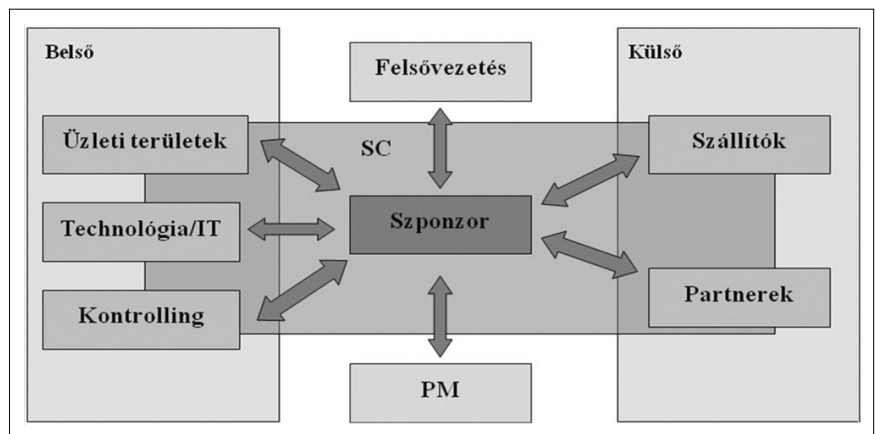 Belső
Felsővezetés
Külső
Üzleti területek
SC
Szállítók
Technológia/IT
Szponzor
Kontrolling
Partnerek
PM